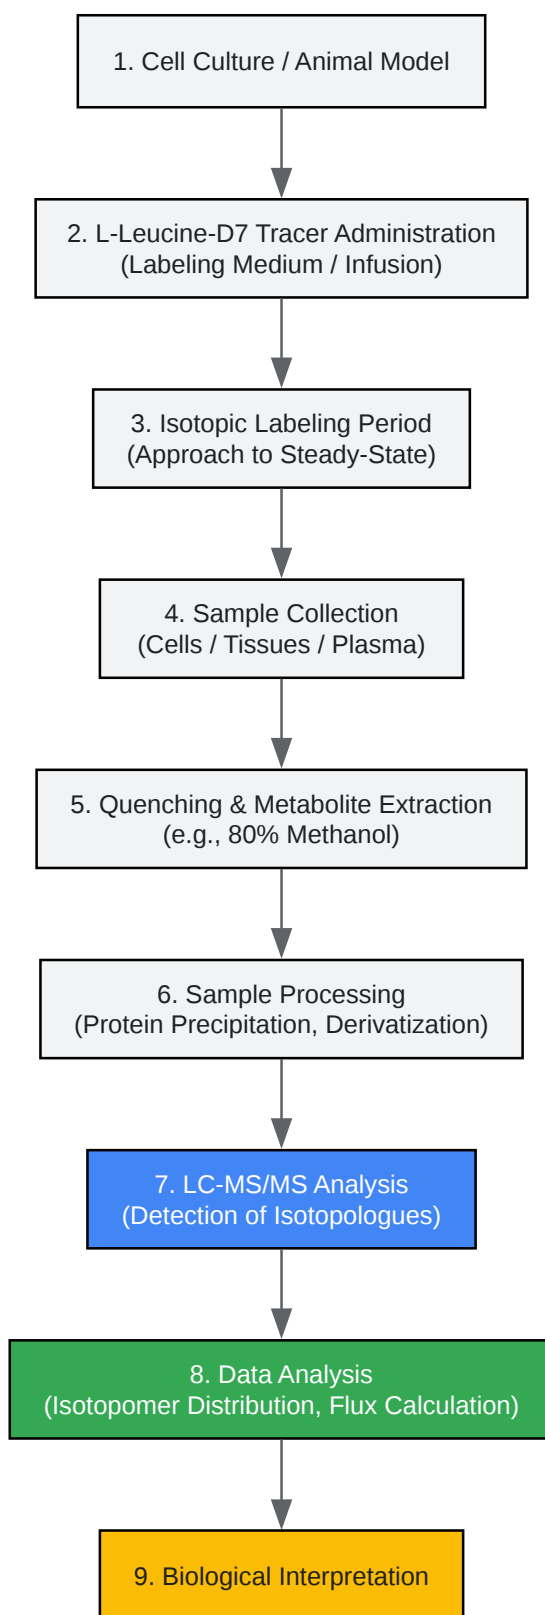 1. Cell Culture / Animal Model
2. L-Leucine-D7 Tracer Administration
(Labeling Medium / Infusion)
3. Isotopic Labeling Period
(Approach to Steady-State)
4. Sample Collection
(Cells / Tissues / Plasma)
5. Quenching & Metabolite Extraction
(e.g., 80% Methanol)
6. Sample Processing
(Protein Precipitation, Derivatization)
7. LC-MS/MS Analysis
(Detection of Isotopologues)
8. Data Analysis
(Isotopomer Distribution, Flux Calculation)
9. Biological Interpretation